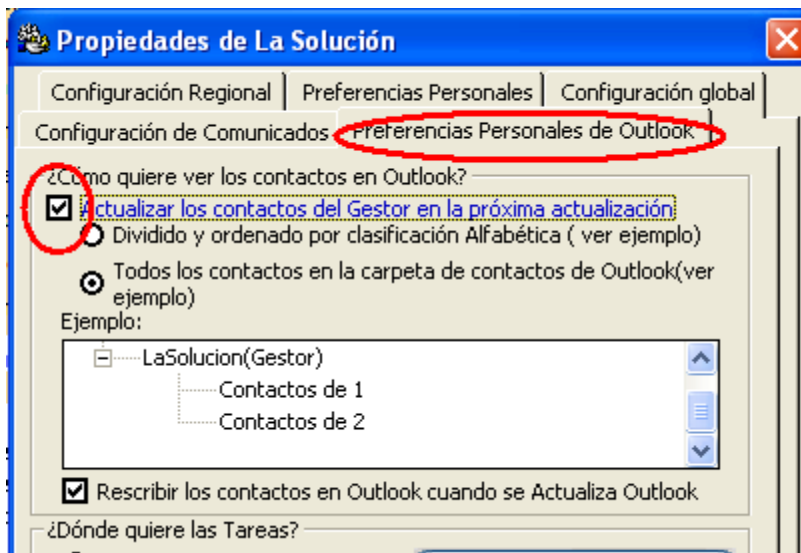 Propiedades de La Solución
Configuración Regional Preferencias Personales Configuración global
Configuración de Comunicados Preferencias Personales de Outlook
¿Cómo quiere ver los contactos en Outlook?
Actualizar los contactos del Gestor en la próxima actualización
Dividido y ordenado por clasificación Alfabética ( ver ejemplo)
Todos los contactos en la carpeta de contactos de Outlook(ver
ejemplo)
Ejemplo:
LaSolucion(Gestor)
Contactos de 1
Contactos de 2
Rescribir los contactos en Outlook cuando se Actualiza Outlook
¿Dónde quiere las Tareas?